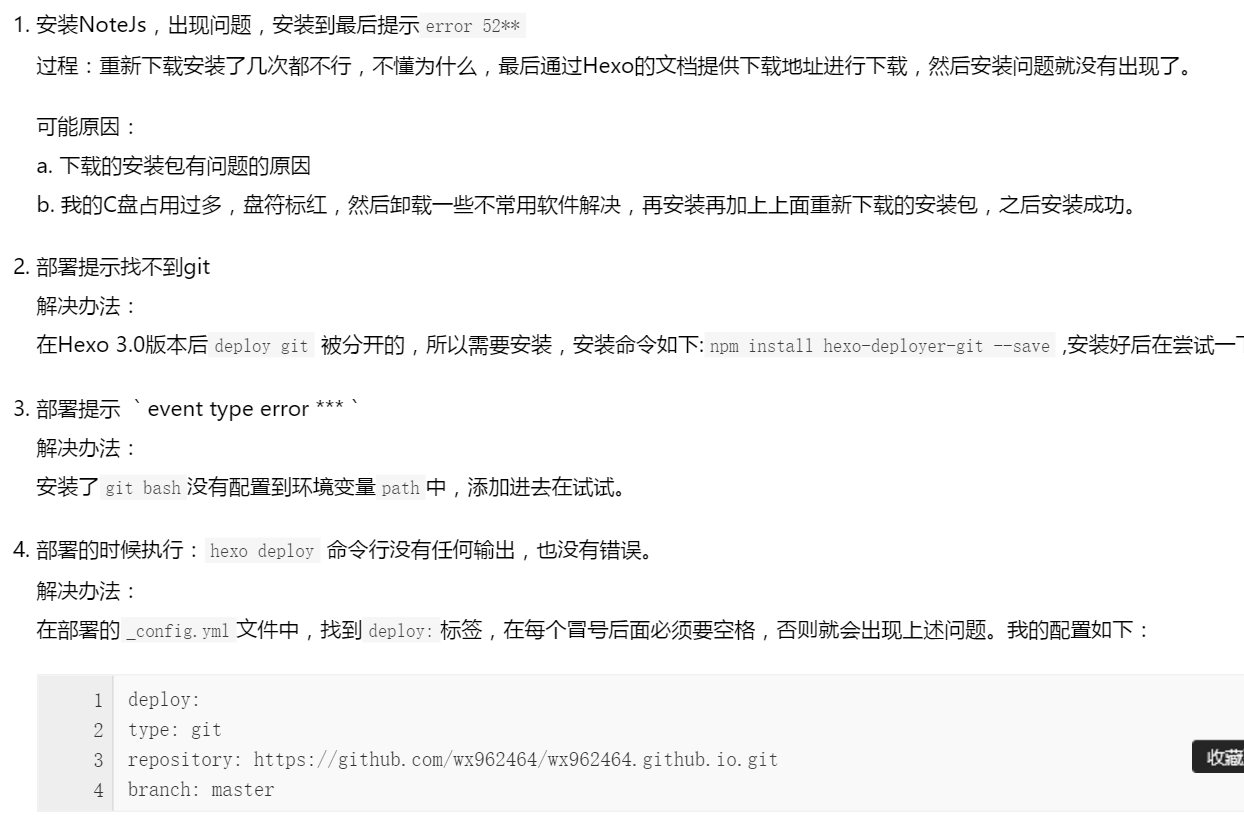 1. 安装NoteJs，出现问题，安装到最后提示 error 52**
过程：重新下载安装了几次都不行，不懂为什么，最后通过Hexo的文档提供下载地址进行下载，然后安装问题就没有出现了。
可能原因：
a. 下载的安装包有问题的原因
b. 我的C盘占用过多，盘符标红，然后卸载一些不常用软件解决，再安装再加上上面重新下载的安装包，之后安装成功。
2. 部署提示找不到git
解决办法：
在Hexo 3.0版本后 deploy git 被分开的，所以需要安装，安装命令如下: npm install hexo-deployer-git --save ,安装好后在尝试一
3. 部署提示 ` event type error *** `
解决办法：
安装了 git bash 没有配置到环境变量 path 中，添加进去在试试。
4. 部署的时候执行： hexo deploy 命令行没有任何输出，也没有错误。
解决办法：
在部署的 _config.yml 文件中，找到 deploy: 标签，在每个冒号后面必须要空格，否则就会出现上述问题。我的配置如下：
1 deploy:
2 type: git
3 repository: https://github.com/wx962464/wx962464.github.io.git
收藏
4 branch: master